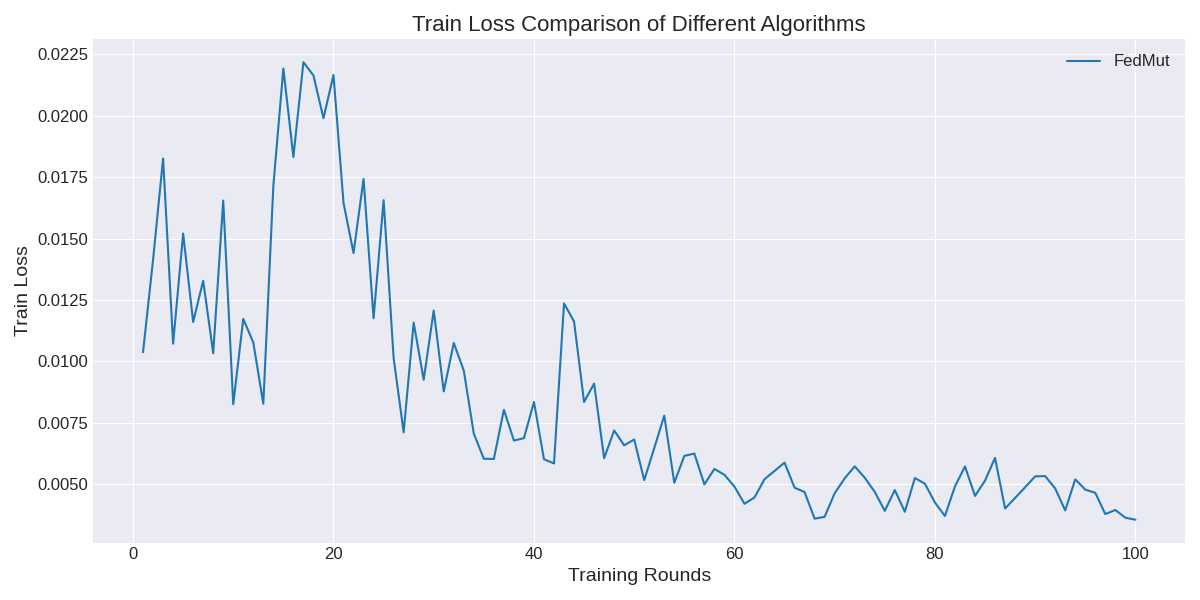 Train Loss Comparison of Different Algorithms
FedMut
Train Loss
0.0225
0.0200
0.0175
0.0150
0.0125
0.0100
0.0075
0.0050
0 20 40 60 80 100
Training Rounds